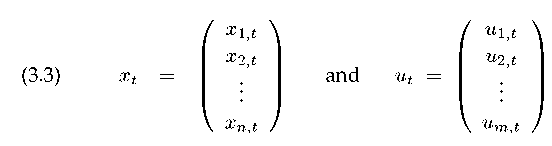 (3.3) x_t = ( x_{1,t} x_{2,t} ⋮ x_{n,t} ) and u_t = ( u_{1,t} u_{2,t} ⋮ u_{m,t} )